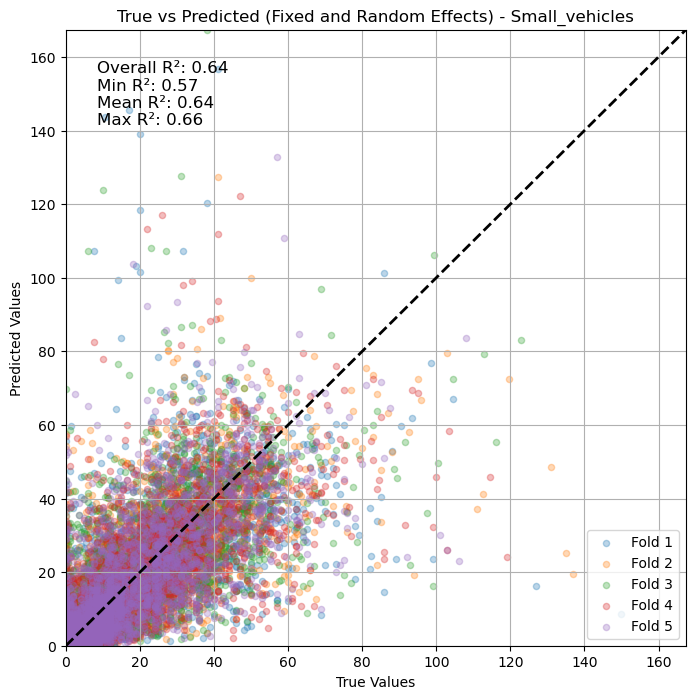 True vs Predicted (Fixed and Random Effects) - Small_vehicles
Overall R²: 0.64
Min R²: 0.57
Mean R²: 0.64
Max R²: 0.66
160
140
120
100
80
60
40
20
0
Predicted Values
Fold 1
Fold 2
Fold 3
Fold 4
Fold 5
0 20 40 60 80 100 120 140 160
True Values